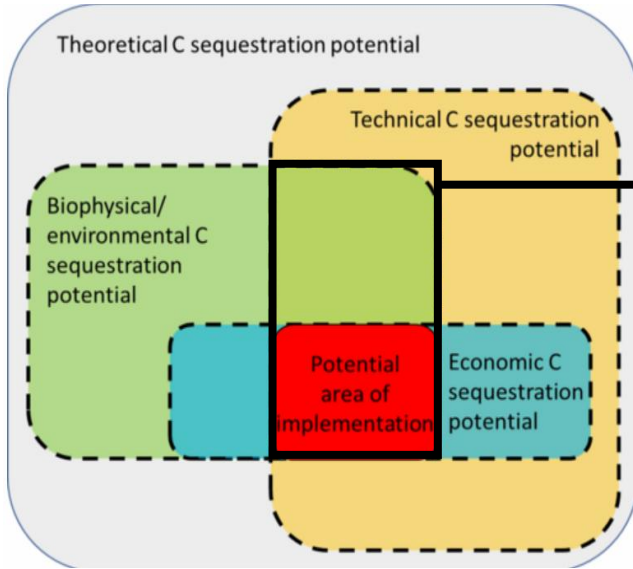 Theoretical C sequestration potential
Technical C sequestration
potential
Biophysical/
environmental C
sequestration
potential
Potential
area of
implementation
Economic C
sequestration
potential